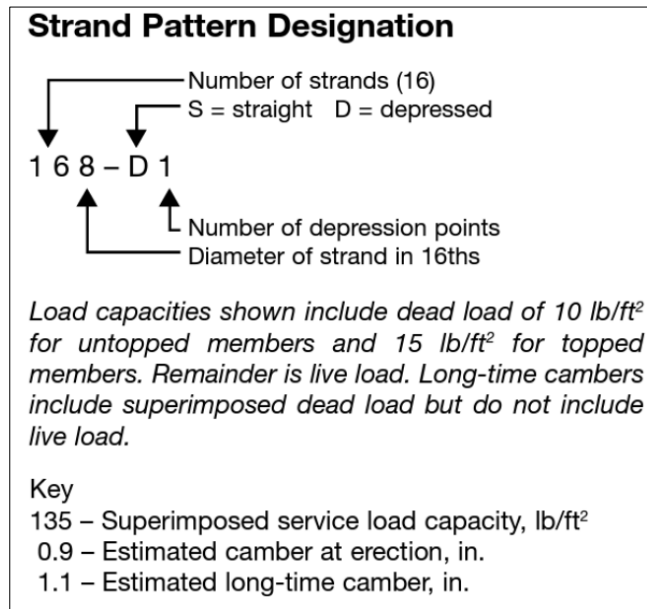 Strand Pattern Designation
Number of strands (16)
S = straight D = depressed
1 6 8 – D 1
Number of depression points
Diameter of strand in 16ths
Load capacities shown include dead load of 10 lb/ft²
for untopped members and 15 lb/ft² for topped
members. Remainder is live load. Long-time cambers
include superimposed dead load but do not include
live load.
Key
135 – Superimposed service load capacity, lb/ft²
0.9 – Estimated camber at erection, in.
1.1 – Estimated long-time camber, in.